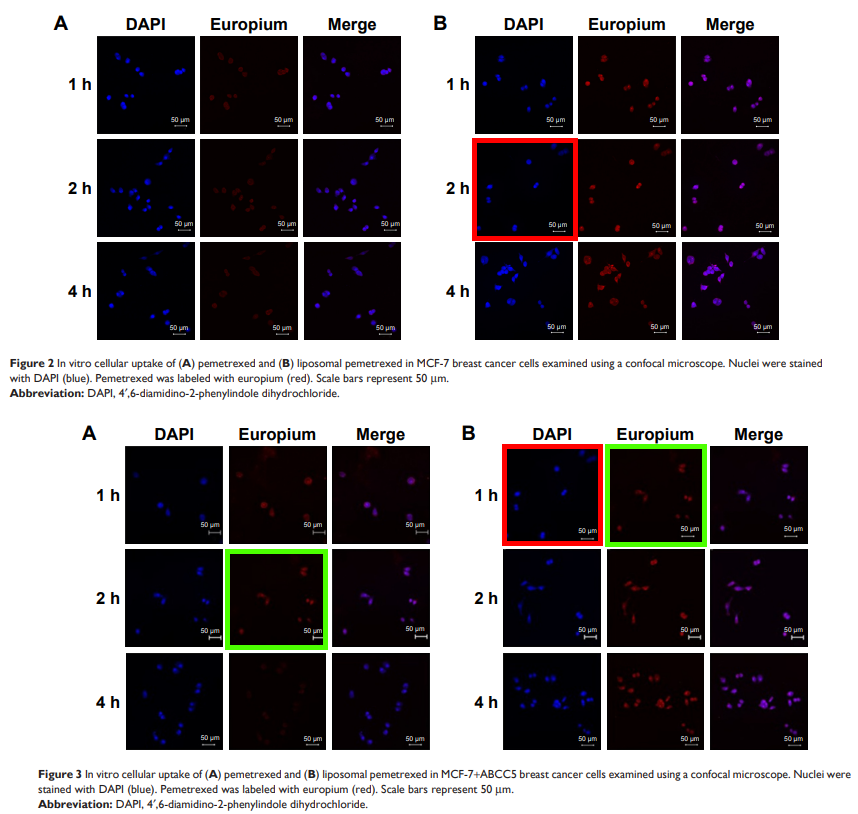 A DAPI Europium Merge B DAPI Europium Merge
1 h 50 µm 50 µm 50 µm 1 h 50 µm 50 µm 50 µm
2 h 50 µm 50 µm 50 µm 2 h 50 µm 50 µm 50 µm
4 h 50 µm 50 µm 50 µm 4 h 50 µm 50 µm 50 µm
Figure 2 In vitro cellular uptake of (A) pemetrexed and (B) liposomal pemetrexed in MCF-7 breast cancer cells examined using a confocal microscope. Nuclei were stained
with DAPI (blue). Pemetrexed was labeled with europium (red). Scale bars represent 50 µm.
Abbreviation: DAPI, 4′,6-diamidino-2-phenylindole dihydrochloride.
A DAPI Europium Merge B DAPI Europium Merge
1 h 50 µm 50 µm 50 µm 1 h 50 µm 50 µm 50 µm
2 h 50 µm 50 µm 50 µm 2 h 50 µm 50 µm 50 µm
4 h 50 µm 50 µm 50 µm 4 h 50 µm 50 µm 50 µm
Figure 3 In vitro cellular uptake of (A) pemetrexed and (B) liposomal pemetrexed in MCF-7+ABCC5 breast cancer cells examined using a confocal microscope. Nuclei were
stained with DAPI (blue). Pemetrexed was labeled with europium (red). Scale bars represent 50 µm.
Abbreviation: DAPI, 4′,6-diamidino-2-phenylindole dihydrochloride.